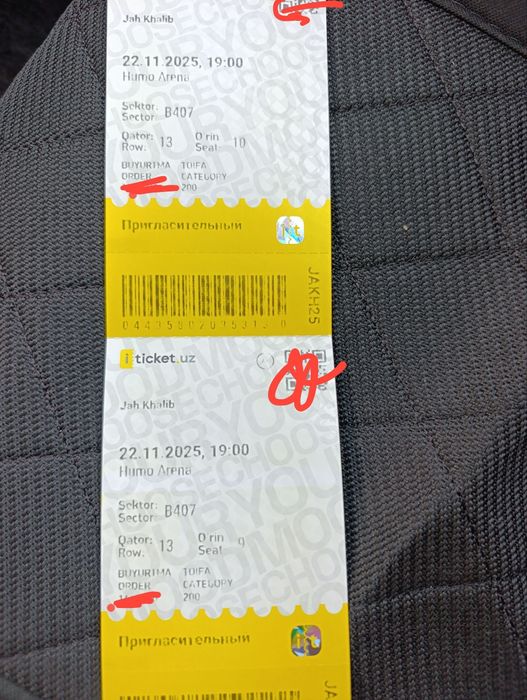 Jah Khalib
22.11.2025, 19:00
Humo Arena
Sektor:
Sector B407
Qator: O'rin
Row: 13 Seat: 10
BUYURTMA TOIFA
ORDER CATEGORY
200
Пригласительный
JAKH25
iticket.uz
Jah Khalib
22.11.2025, 19:00
Humo Arena
Sektor:
Sector B407
Qator: O'rin
Row. 13 Seat 9
BUYURTMA TOIFA
ORDER CATEGORY
200
Пригласительный
JA